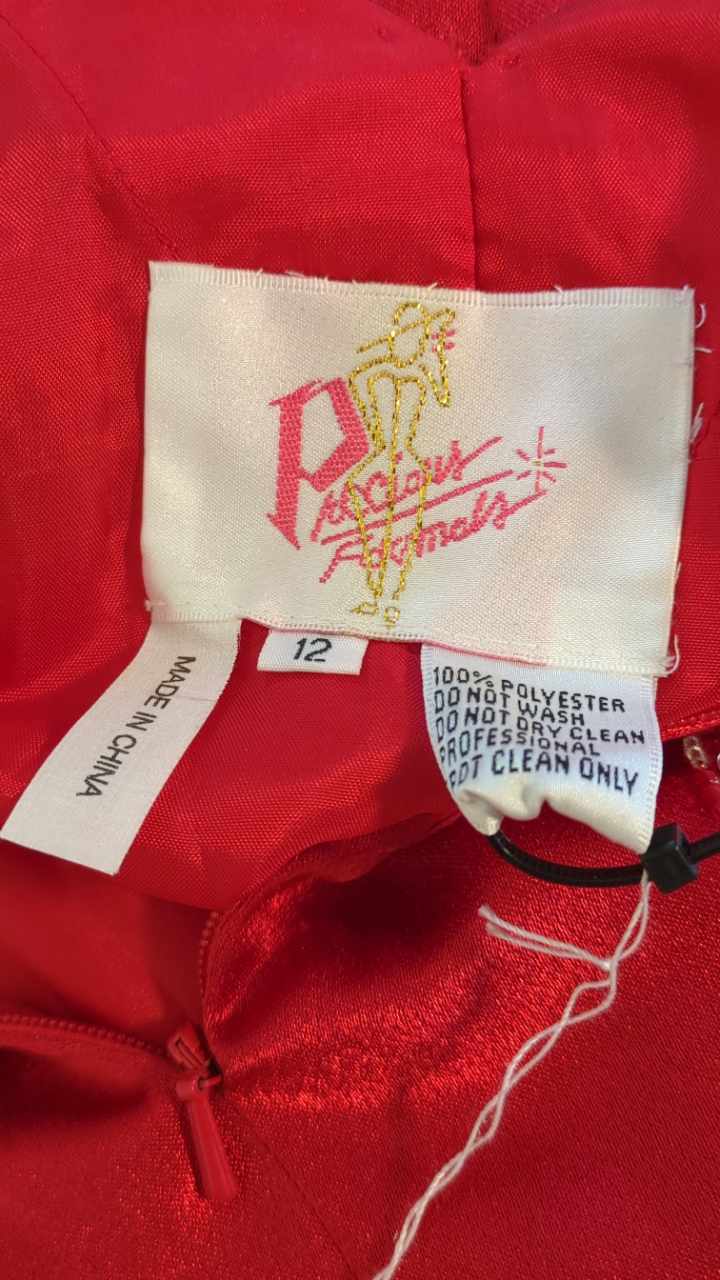 Precious
Formals
12
MADE IN CHINA
100% POLYESTER
DO NOT WASH
DO NOT DRY CLEAN
PROFESSIONAL
SPOT CLEAN ONLY